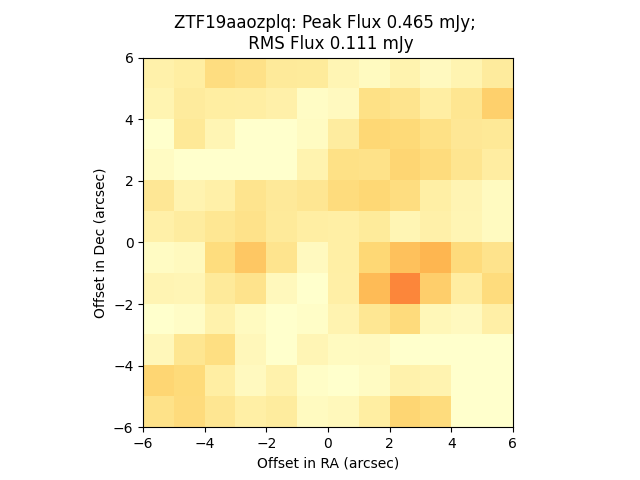 ZTF19aaozplq: Peak Flux 0.465 mJy;
RMS Flux 0.111 mJy
6
4
2
0
−2
−4
−6
Offset in Dec (arcsec)
−6 −4 −2 0 2 4 6
Offset in RA (arcsec)